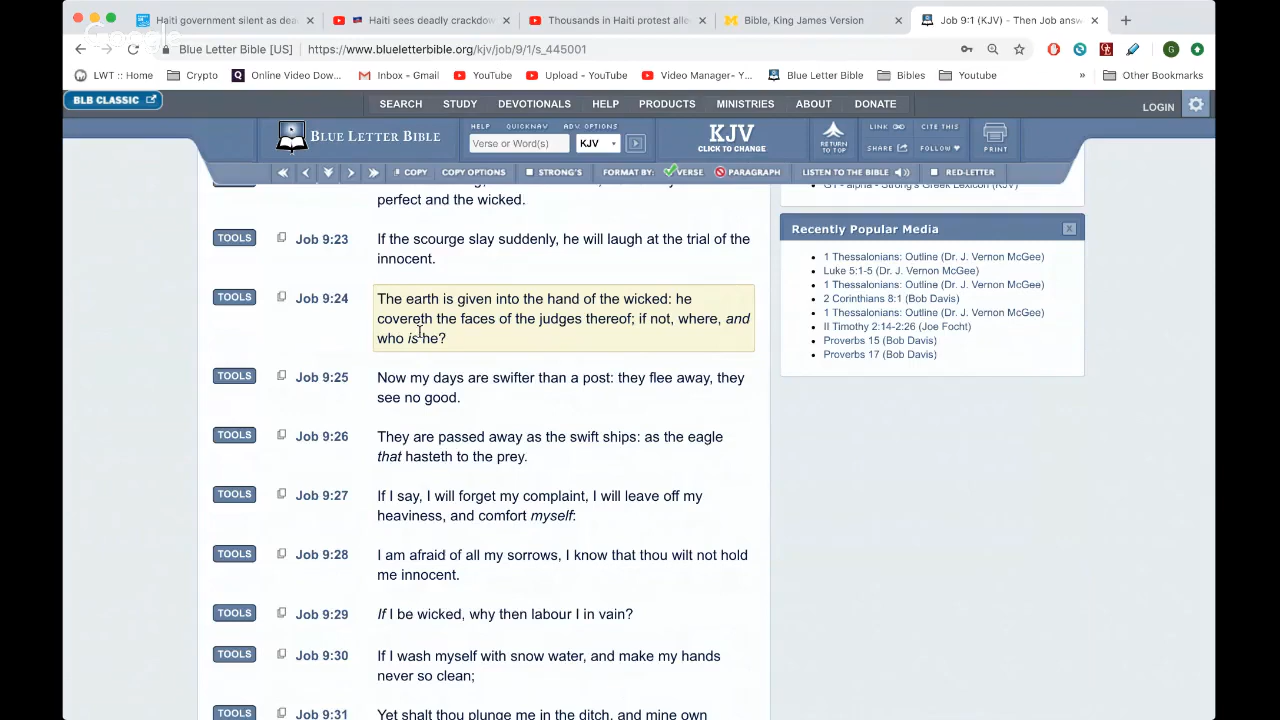 Haiti government silent as dea
Haiti sees deadly crackdow
Thousands in Haiti protest all
Bible, King James Version
Job 9:1 (KJV) - Then Job answ
Google
Blue Letter Bible [US]
https://www.blueletterbible.org/kjv/job/9/1/s_445001
G
LWT :: Home
Crypto
Online Video Dow...
Inbox - Gmail
YouTube
Upload - YouTube
Video Manager- Y...
Blue Letter Bible
Bibies
Youtube
»
Other Bookmarks
BLB CLASSIC
SEARCH STUDY DEVOTIONALS HELP PRODUCTS MINISTRIES ABOUT DONATE
LOGIN
BLUE LETTER BIBLE
HELP QUICKNAV ADV OPTIONS
Verse or Word(s) KJV
KJV
CLICK TO CHANGE
RETURN
TO TOP
LINK CITE THIS
SHARE FOLLOW
PRINT
COPY COPY OPTIONS STRONG'S FORMAT BY: VERSE PARAGRAPH LISTEN TO THE BIBLE RED-LETTER
perfect and the wicked.
TOOLS Job 9:23 If the scourge slay suddenly, he will laugh at the trial of the
innocent.
TOOLS Job 9:24 The earth is given into the hand of the wicked: he
covereth the faces of the judges thereof; if not, where, and
who is he?
TOOLS Job 9:25 Now my days are swifter than a post: they flee away, they
see no good.
TOOLS Job 9:26 They are passed away as the swift ships: as the eagle
that hasteth to the prey.
TOOLS Job 9:27 If I say, I will forget my complaint, I will leave off my
heaviness, and comfort myself:
TOOLS Job 9:28 I am afraid of all my sorrows, I know that thou wilt not hold
me innocent.
TOOLS Job 9:29 If I be wicked, why then labour I in vain?
TOOLS Job 9:30 If I wash myself with snow water, and make my hands
never so clean;
TOOLS Job 9:31 Yet shalt thou plunge me in the ditch, and mine own
G1 - alpha - Strong's Greek Lexicon (KJV)
Recently Popular Media
1 Thessalonians: Outline (Dr. J. Vernon McGee)
Luke 5:1-5 (Dr. J. Vernon McGee)
1 Thessalonians: Outline (Dr. J. Vernon McGee)
2 Corinthians 8:1 (Bob Davis)
1 Thessalonians: Outline (Dr. J. Vernon McGee)
II Timothy 2:14-2:26 (Joe Focht)
Proverbs 15 (Bob Davis)
Proverbs 17 (Bob Davis)